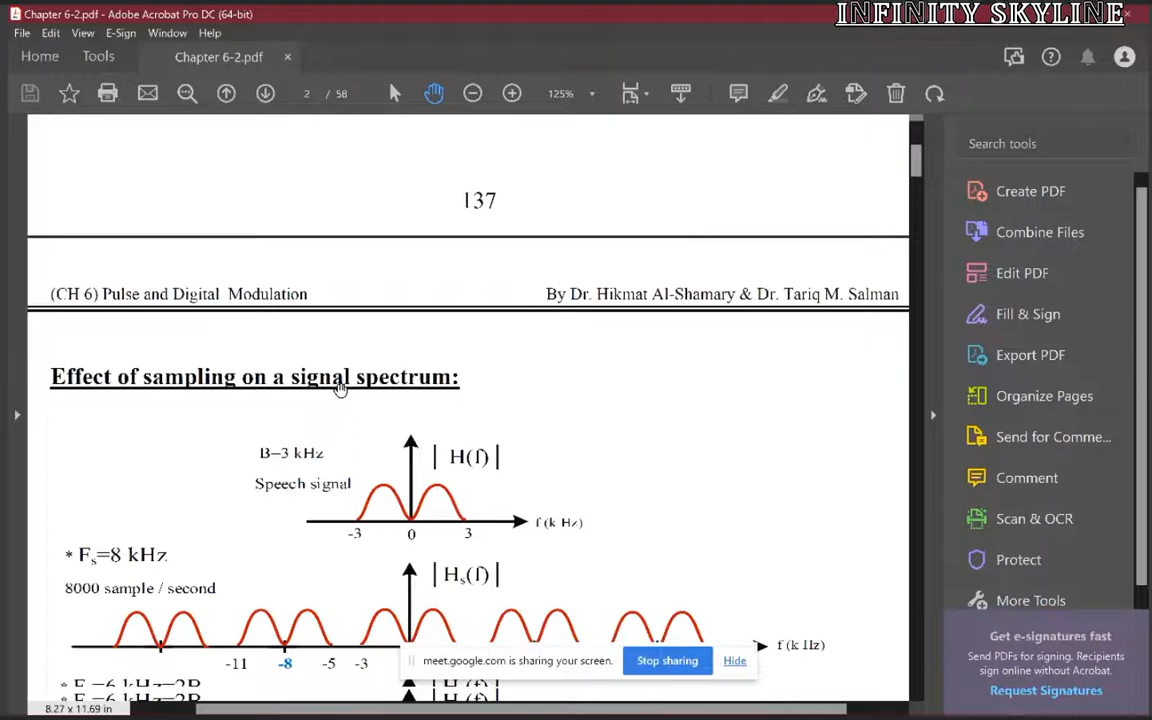 Chapter 6-2.pdf - Adobe Acrobat Pro DC (64-bit)
INFINITY SKYLINE
File Edit View E-Sign Window Help
Home Tools Chapter 6-2.pdf ×
2 / 58 125%
Search tools
137
Create PDF
Combine Files
Edit PDF
Fill & Sign
Export PDF
Organize Pages
Send for Comme...
Comment
Scan & OCR
Protect
More Tools
(CH 6) Pulse and Digital Modulation By Dr. Hikmat Al-Shamary & Dr. Tariq M. Salman
Effect of sampling on a signal spectrum:
B=3 kHz
| H(f) |
Speech signal
f (k Hz)
-3 0 3
* Fs=8 kHz
| Hs(f) |
8000 sample / second
f (k Hz)
-11 -8 -5 -3
meet.google.com is sharing your screen. Stop sharing Hide
Get e-signatures fast
Send PDFs for signing. Recipients
sign online without Acrobat.
Request Signatures
8.27 x 11.69 in